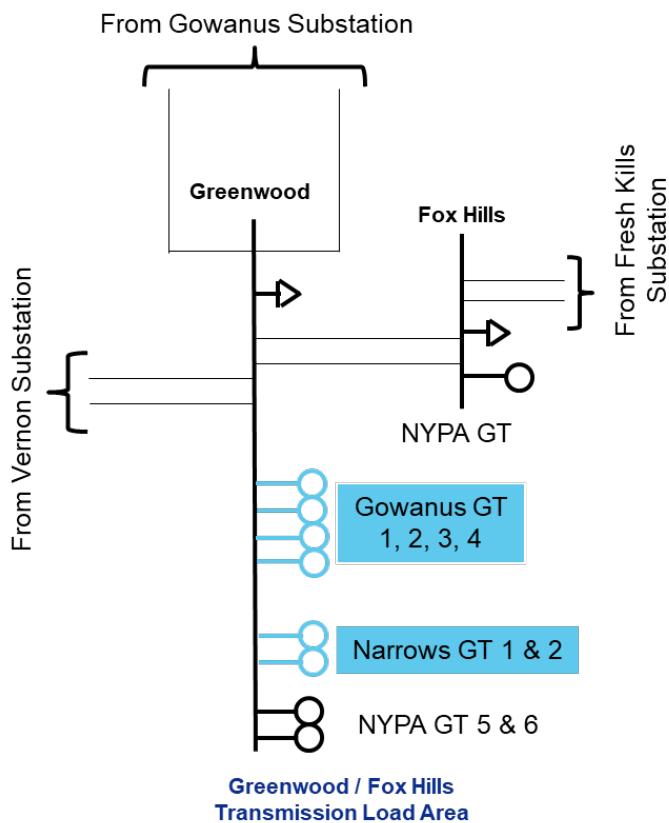 From Gowanus Substation
Greenwood
Fox Hills
From Fresh Kills
Substation
From Vernon Substation
NYPA GT
Gowanus GT
1, 2, 3, 4
Narrows GT 1 & 2
NYPA GT 5 & 6
Greenwood / Fox Hills
Transmission Load Area